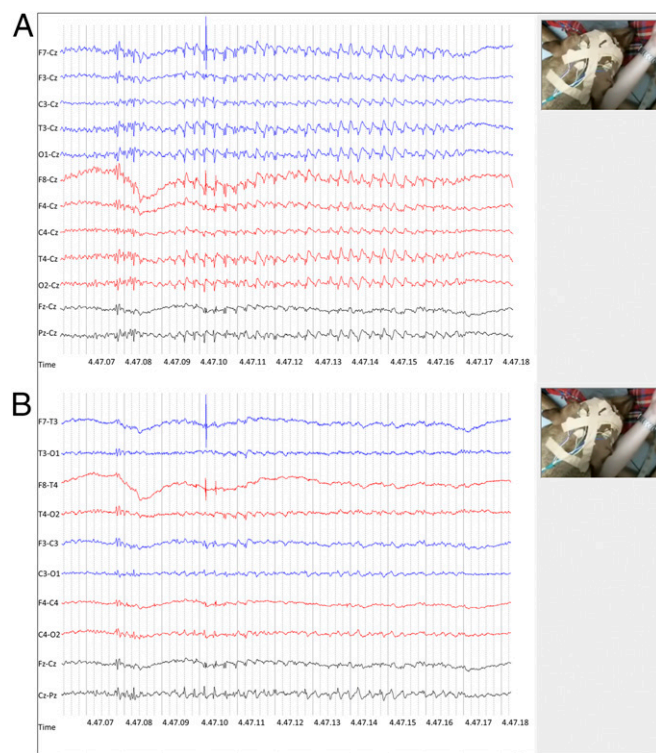 A
F7-Cz
F3-Cz
C3-Cz
T3-Cz
O1-Cz
F8-Cz
F4-Cz
C4-Cz
T4-Cz
O2-Cz
Fz-Cz
Pz-Cz
Time 4.47.07 4.47.08 4.47.09 4.47.10 4.47.11 4.47.12 4.47.13 4.47.14 4.47.15 4.47.16 4.47.17 4.47.18
B
F7-T3
T3-O1
F8-T4
T4-O2
F3-C3
C3-O1
F4-C4
C4-O2
Fz-Cz
Cz-Pz
Time 4.47.07 4.47.08 4.47.09 4.47.10 4.47.11 4.47.12 4.47.13 4.47.14 4.47.15 4.47.16 4.47.17 4.47.18